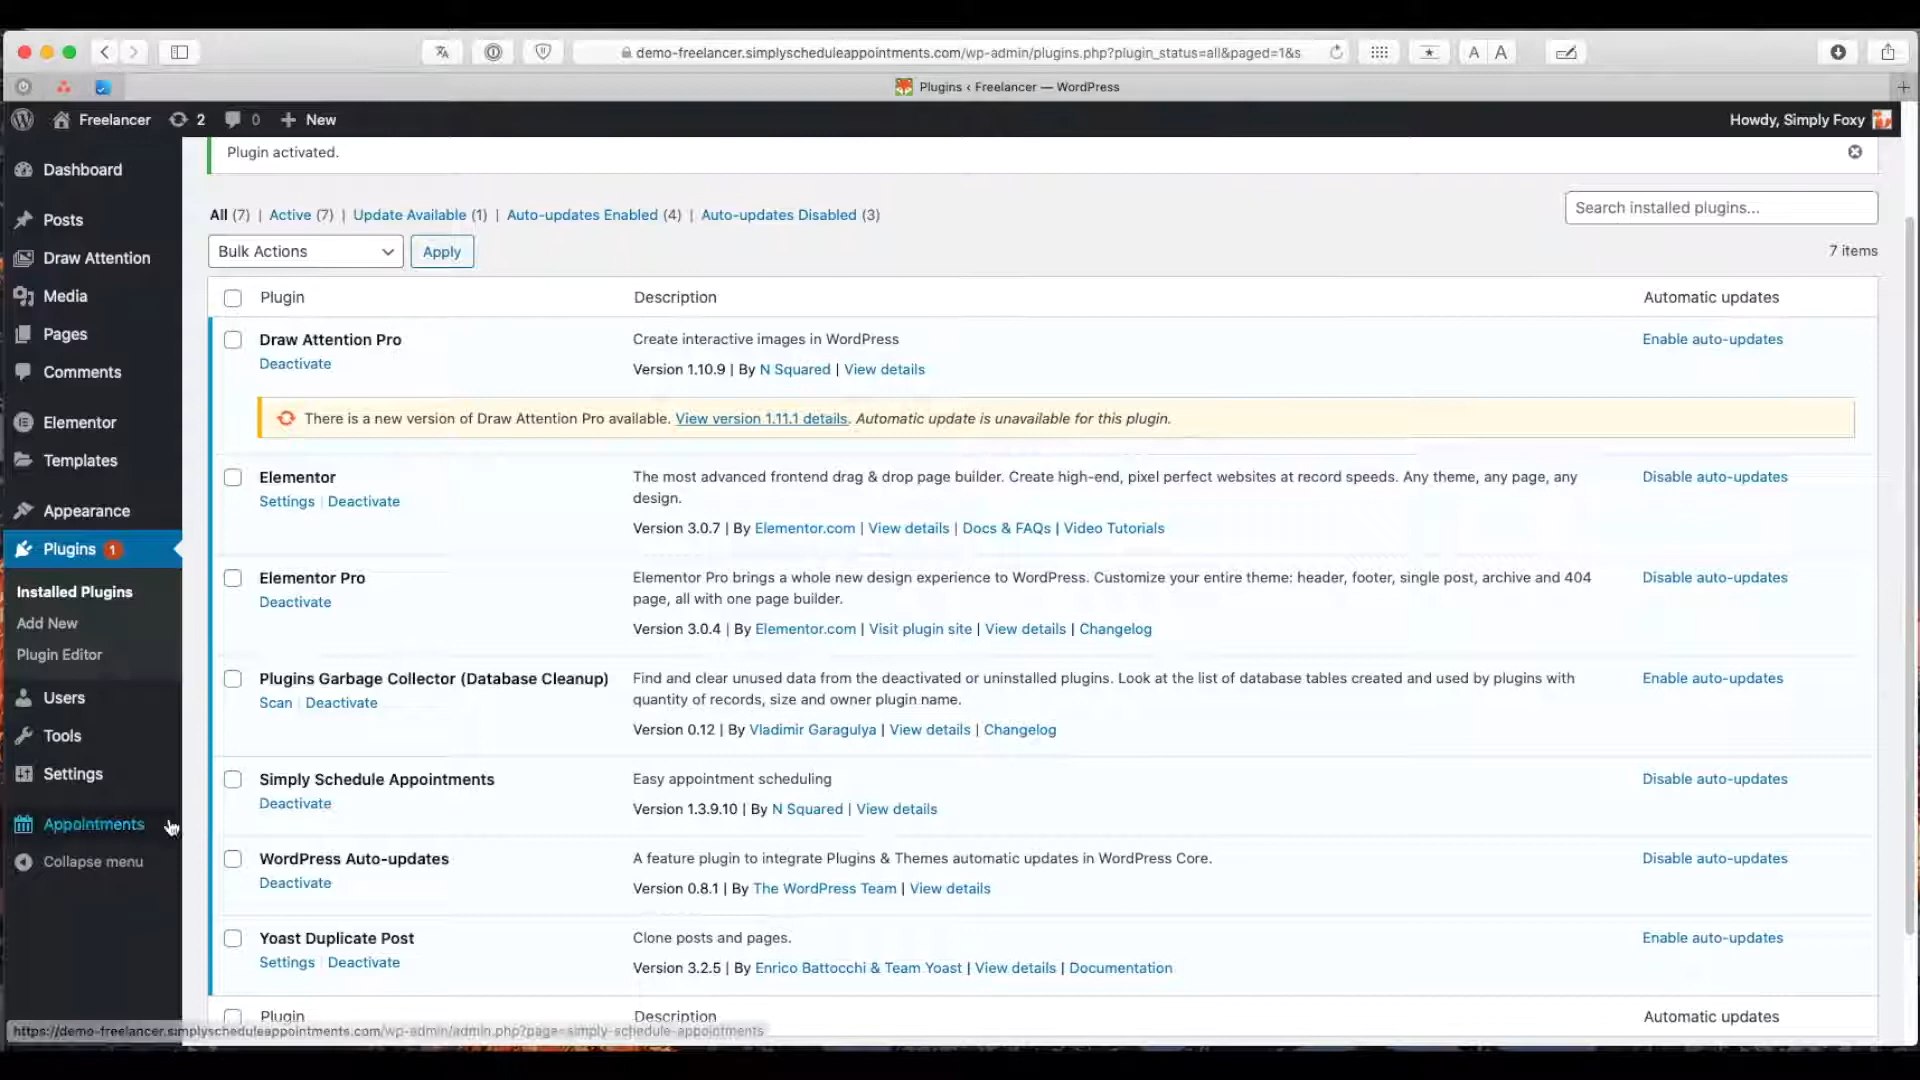 demo-freelancer.simplyscheduleappointments.com/wp-admin/plugins.php?plugin_status=all&paged=1&s
A A
Plugins ‹ Freelancer — WordPress
Freelancer 2 0 New
Howdy, Simply Foxy
Dashboard
Posts
Draw Attention
Media
Pages
Comments
Elementor
Templates
Appearance
Plugins 1
Installed Plugins
Add New
Plugin Editor
Users
Tools
Settings
Appointments
Collapse menu
Plugin activated.
All (7) | Active (7) | Update Available (1) | Auto-updates Enabled (4) | Auto-updates Disabled (3)
Search installed plugins...
Bulk Actions Apply
7 items
Plugin Description Automatic updates
Draw Attention Pro
Deactivate
Create interactive images in WordPress
Version 1.10.9 | By N Squared | View details
Enable auto-updates
There is a new version of Draw Attention Pro available. View version 1.11.1 details. Automatic update is unavailable for this plugin.
Elementor
Settings | Deactivate
The most advanced frontend drag & drop page builder. Create high-end, pixel perfect websites at record speeds. Any theme, any page, any
design.
Version 3.0.7 | By Elementor.com | View details | Docs & FAQs | Video Tutorials
Disable auto-updates
Elementor Pro
Deactivate
Elementor Pro brings a whole new design experience to WordPress. Customize your entire theme: header, footer, single post, archive and 404
page, all with one page builder.
Version 3.0.4 | By Elementor.com | Visit plugin site | View details | Changelog
Disable auto-updates
Plugins Garbage Collector (Database Cleanup)
Scan | Deactivate
Find and clear unused data from the deactivated or uninstalled plugins. Look at the list of database tables created and used by plugins with
quantity of records, size and owner plugin name.
Version 0.12 | By Vladimir Garagulya | View details | Changelog
Enable auto-updates
Simply Schedule Appointments
Deactivate
Easy appointment scheduling
Version 1.3.9.10 | By N Squared | View details
Disable auto-updates
WordPress Auto-updates
Deactivate
A feature plugin to integrate Plugins & Themes automatic updates in WordPress Core.
Version 0.8.1 | By The WordPress Team | View details
Disable auto-updates
Yoast Duplicate Post
Settings | Deactivate
Clone posts and pages.
Version 3.2.5 | By Enrico Battocchi & Team Yoast | View details | Documentation
Enable auto-updates
Plugin Description Automatic updates
https://demo-freelancer.simplyscheduleappointments.com/wp-admin/admin.php?page=simply-schedule-appointments